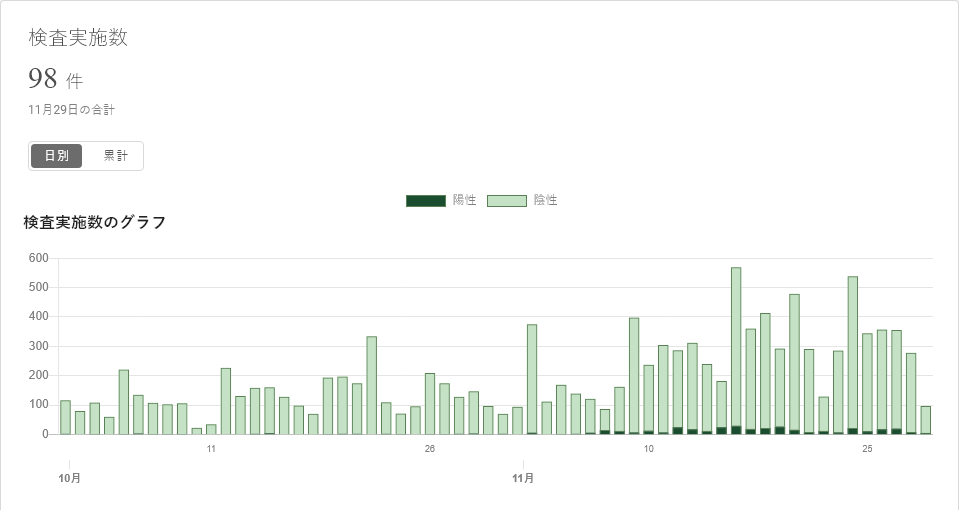 検査実施数
98 件
11月29日の合計
日別 累計
陽性 陰性
検査実施数のグラフ
600
500
400
300
200
100
0
11 26 10 25
10月 11月